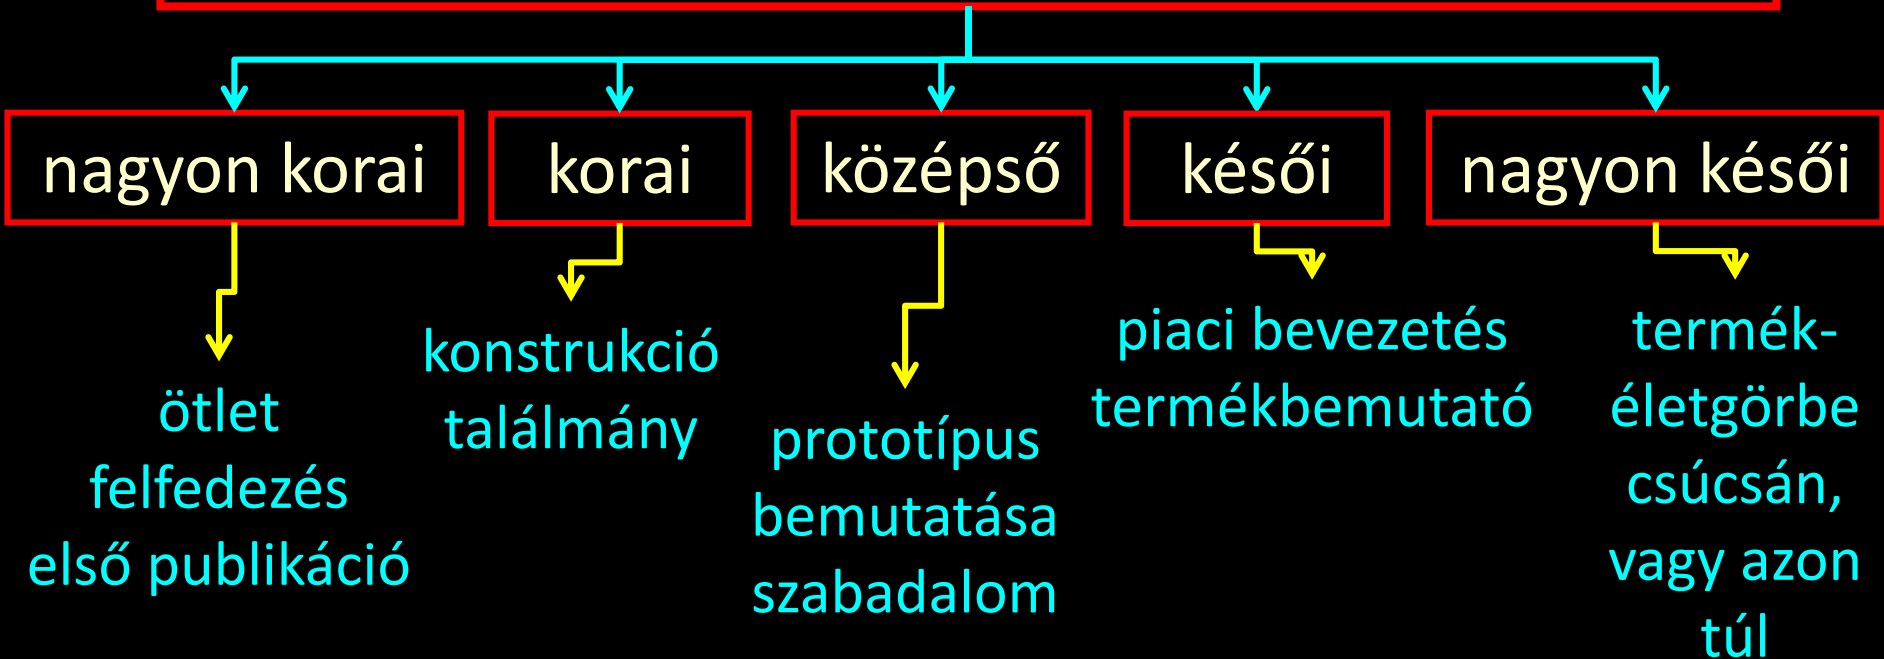 nagyon korai
korai
középső
késői
nagyon késői
ötlet
felfedezés
első publikáció
konstrukció
találmány
prototípus
bemutatása
szabadalom
piaci bevezetés
termékbemutató
termék-
életgörbe
csúcsán,
vagy azon
túl